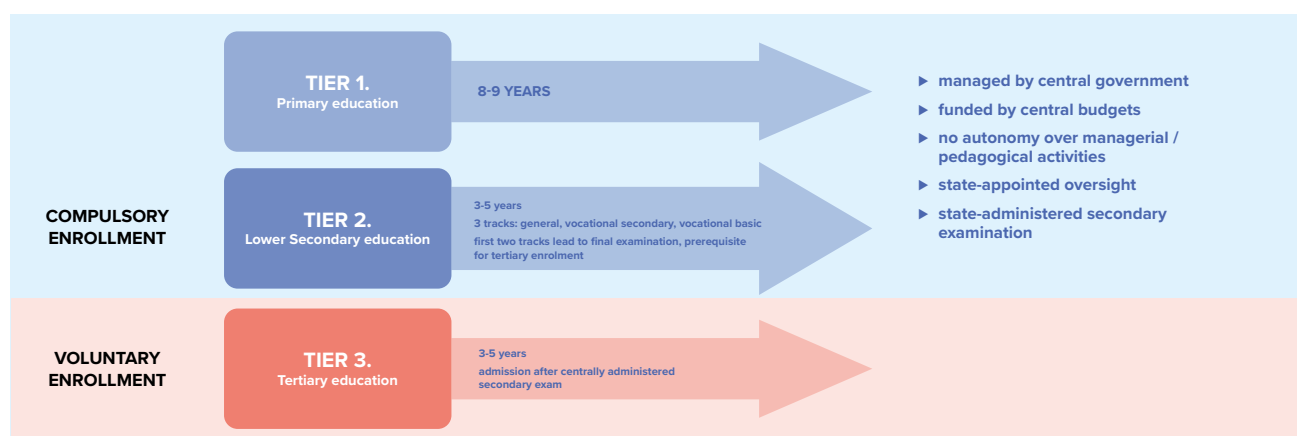 TIER 1.
Primary education
8-9 YEARS
▶ managed by central government
▶ funded by central budgets
▶ no autonomy over managerial /
pedagogical activities
▶ state-appointed oversight
▶ state-administered secondary
examination
COMPULSORY
ENROLLMENT
TIER 2.
Lower Secondary education
3-5 years
3 tracks: general, vocational secondary, vocational basic
first two tracks lead to final examination, prerequisite
for tertiary enrolment
VOLUNTARY
ENROLLMENT
TIER 3.
Tertiary education
3-5 years
admission after centrally administered
secondary exam